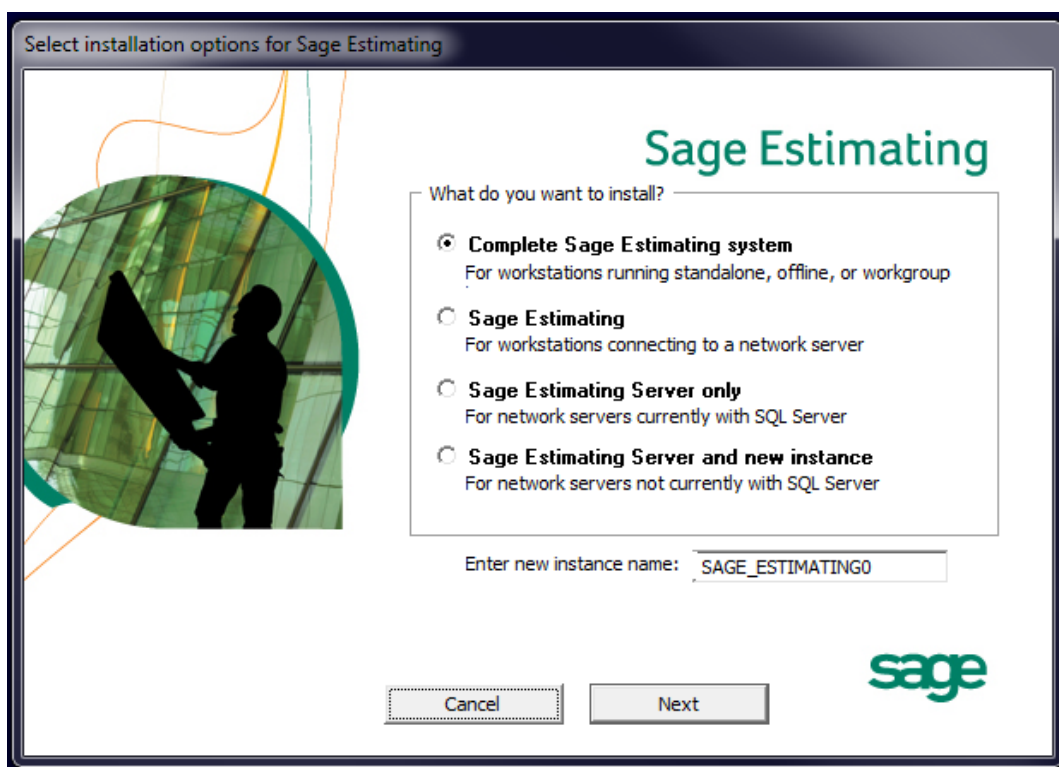 Select installation options for Sage Estimating
Sage Estimating
What do you want to install?
Complete Sage Estimating system
For workstations running standalone, offline, or workgroup
Sage Estimating
For workstations connecting to a network server
Sage Estimating Server only
For network servers currently with SQL Server
Sage Estimating Server and new instance
For network servers not currently with SQL Server
Enter new instance name: SAGE_ESTIMATING0
sage
Cancel Next